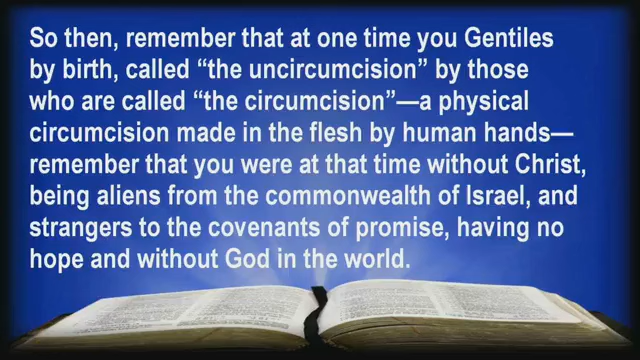 So then, remember that at one time you Gentiles
by birth, called “the uncircumcision” by those
who are called “the circumcision”—a physical
circumcision made in the flesh by human hands—
remember that you were at that time without Christ,
being aliens from the commonwealth of Israel, and
strangers to the covenants of promise, having no
hope and without God in the world.